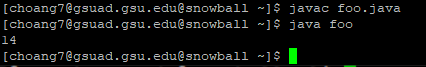 [choang7@gsuad.gsu.edu@snowball ~]$ javac foo.java
[choang7@gsuad.gsu.edu@snowball ~]$ java foo
14
[choang7@gsuad.gsu.edu@snowball ~]$